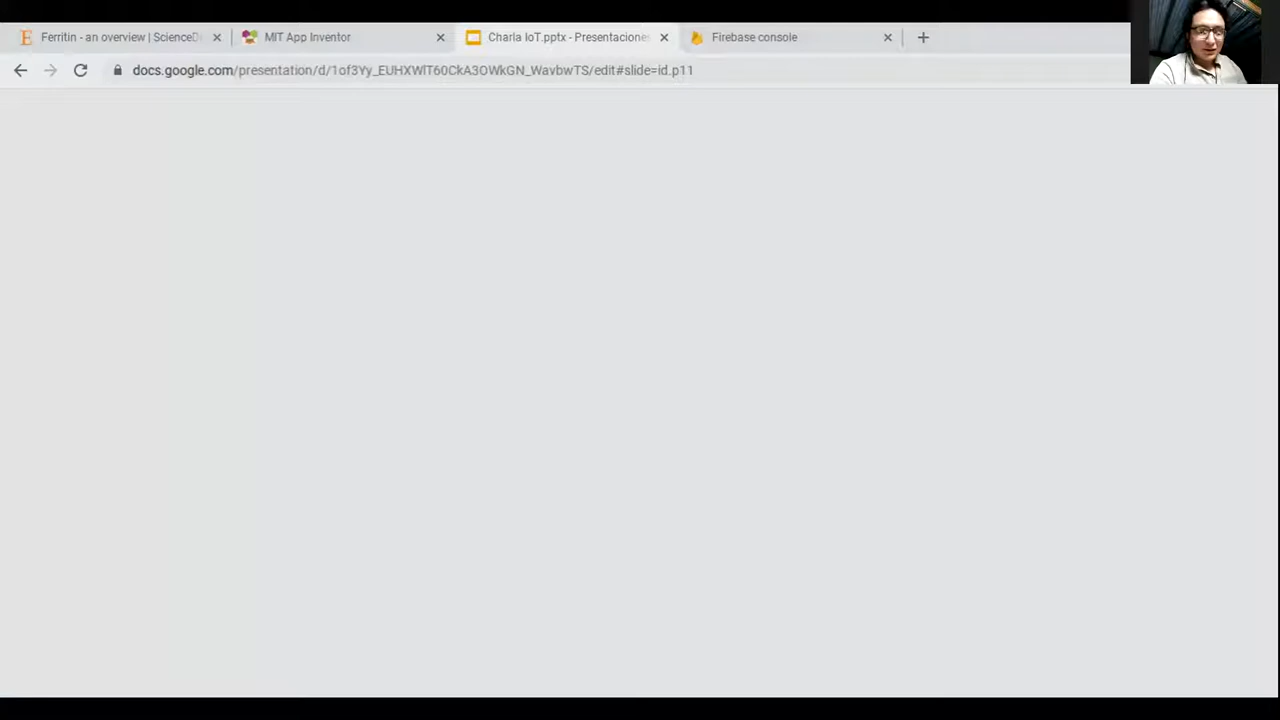 Ferritin - an overview | ScienceD
MIT App Inventor
Charla IoT.pptx - Presentaciones
Firebase console
docs.google.com/presentation/d/1of3Yy_EUHXWlT60CkA3OWkGN_WavbwTS/edit#slide=id.p11